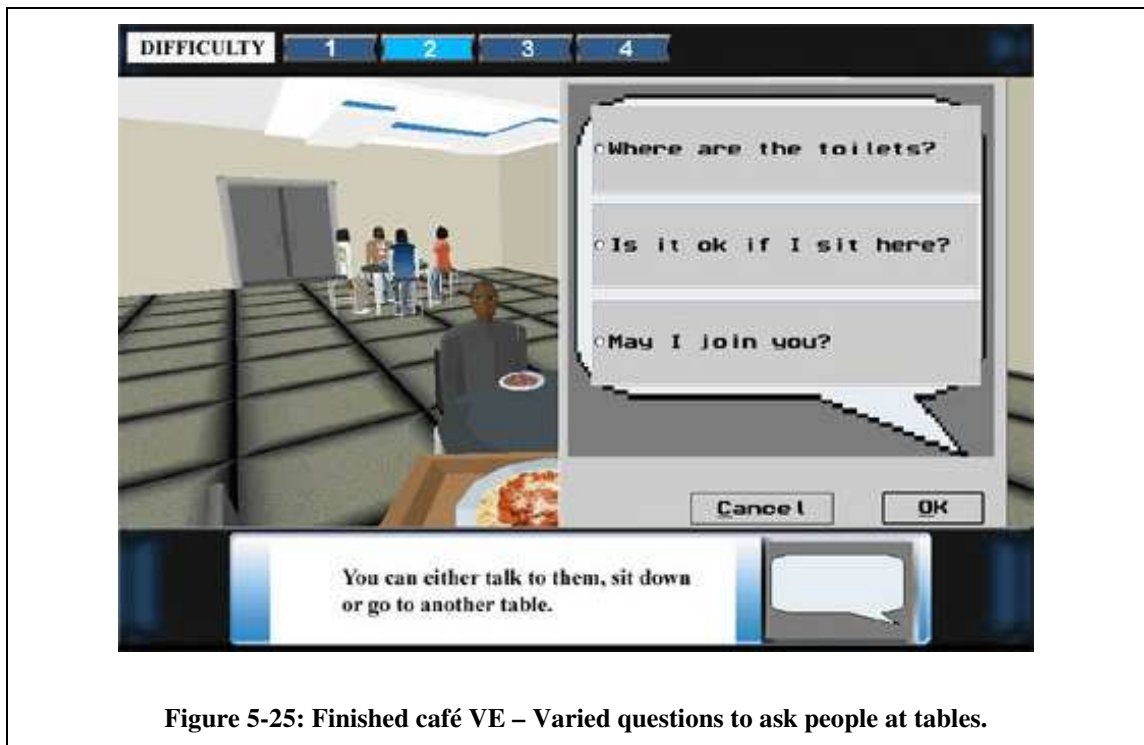 DIFFICULTY 1 2 3 4
Where are the toilets?
Is it ok if I sit here?
May I join you?
Cancel OK
You can either talk to them, sit down
or go to another table.
Figure 5-25: Finished café VE – Varied questions to ask people at tables.